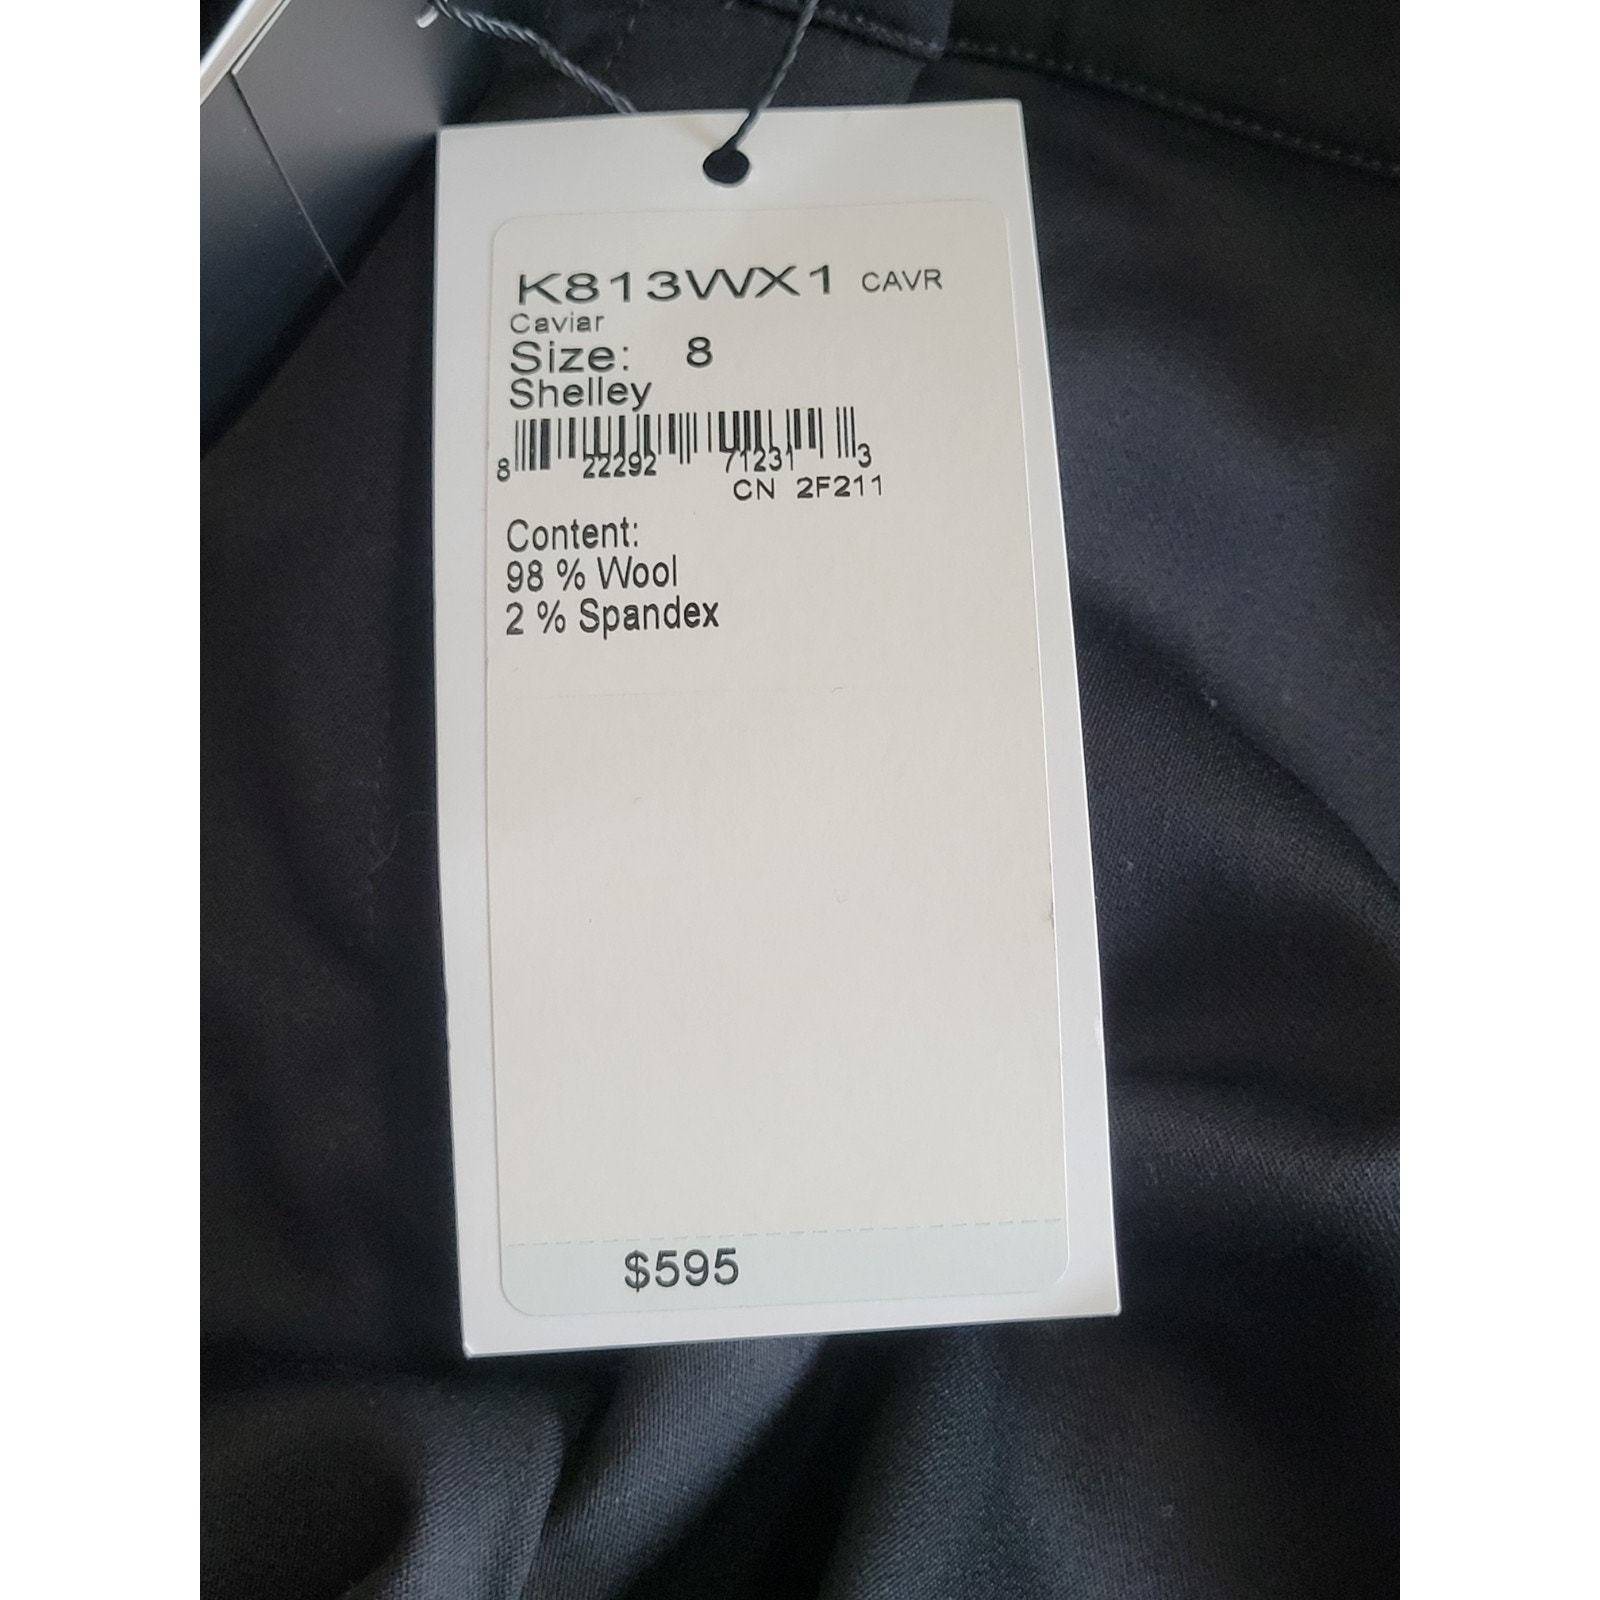 K813WX1 CAVR
Caviar
Size: 8
Shelley
8 22292 71231 3
CN 2F211
Content:
98 % Wool
2 % Spandex
$595